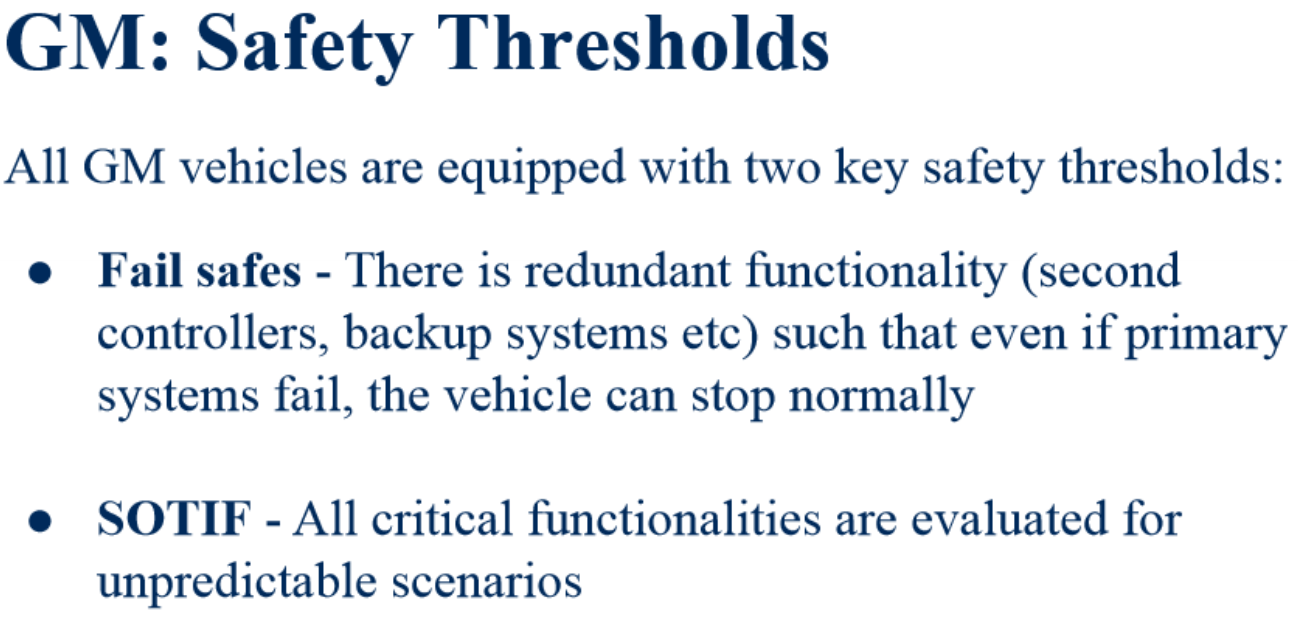 GM: Safety Thresholds
All GM vehicles are equipped with two key safety thresholds:
● Fail safes - There is redundant functionality (second
controllers, backup systems etc) such that even if primary
systems fail, the vehicle can stop normally
● SOTIF - All critical functionalities are evaluated for
unpredictable scenarios